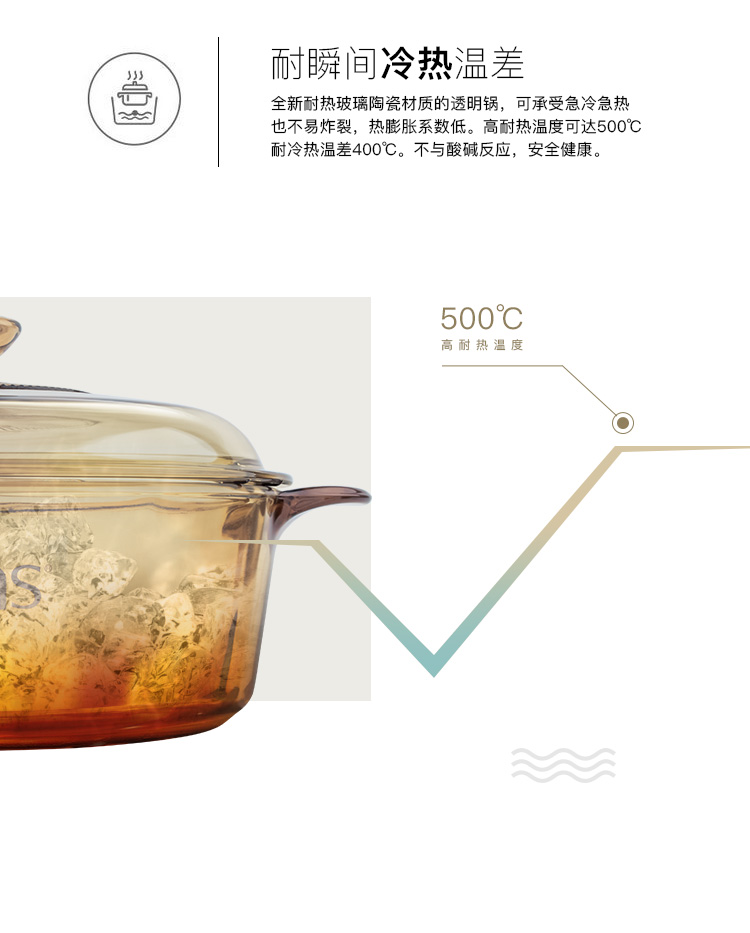 耐瞬间冷热温差
全新耐热玻璃陶瓷材质的透明锅，可承受急冷急热
也不易炸裂，热膨胀系数低。高耐热温度可达500℃
耐冷热温差400℃。不与酸碱反应，安全健康。
500℃
高耐热温度